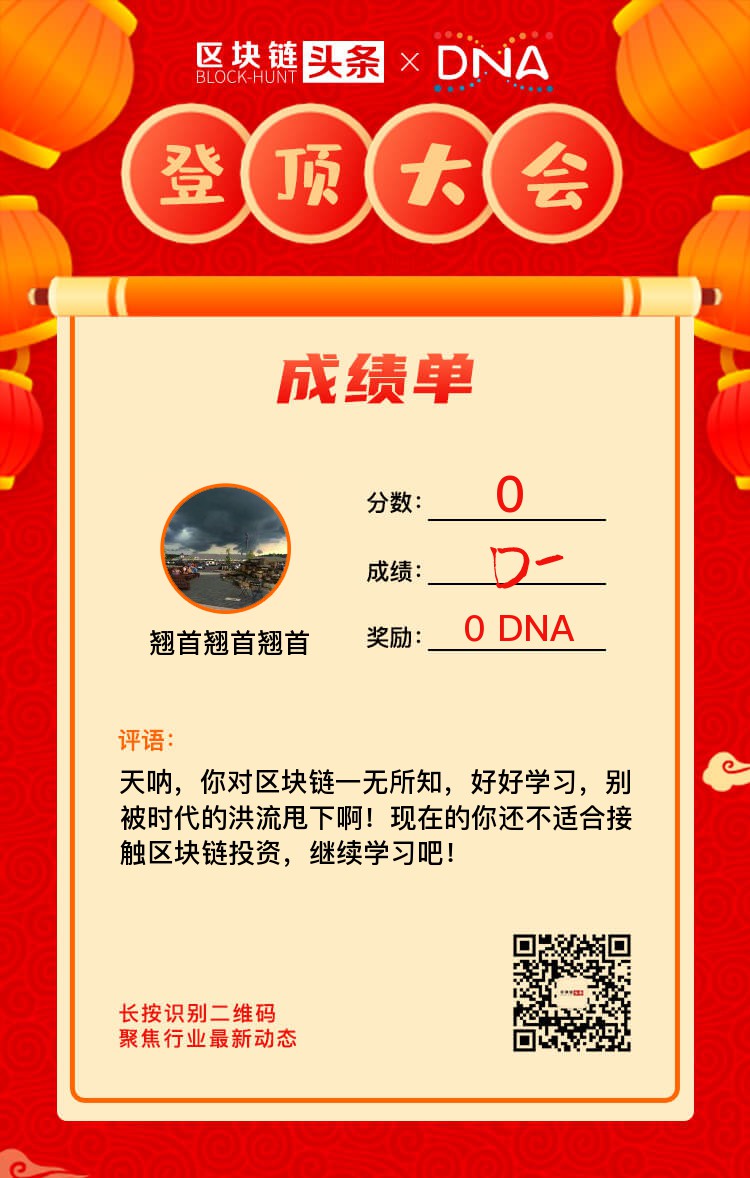 区块链头条 × DNA
BLOCK-HUNT
登顶大会
成绩单
分数：0
成绩：D-
奖励：0 DNA
翘首翘首翘首
评语：
天呐，你对区块链一无所知，好好学习，别
被时代的洪流甩下啊！现在的你还不适合接
触区块链投资，继续学习吧！
长按识别二维码
聚焦行业最新动态